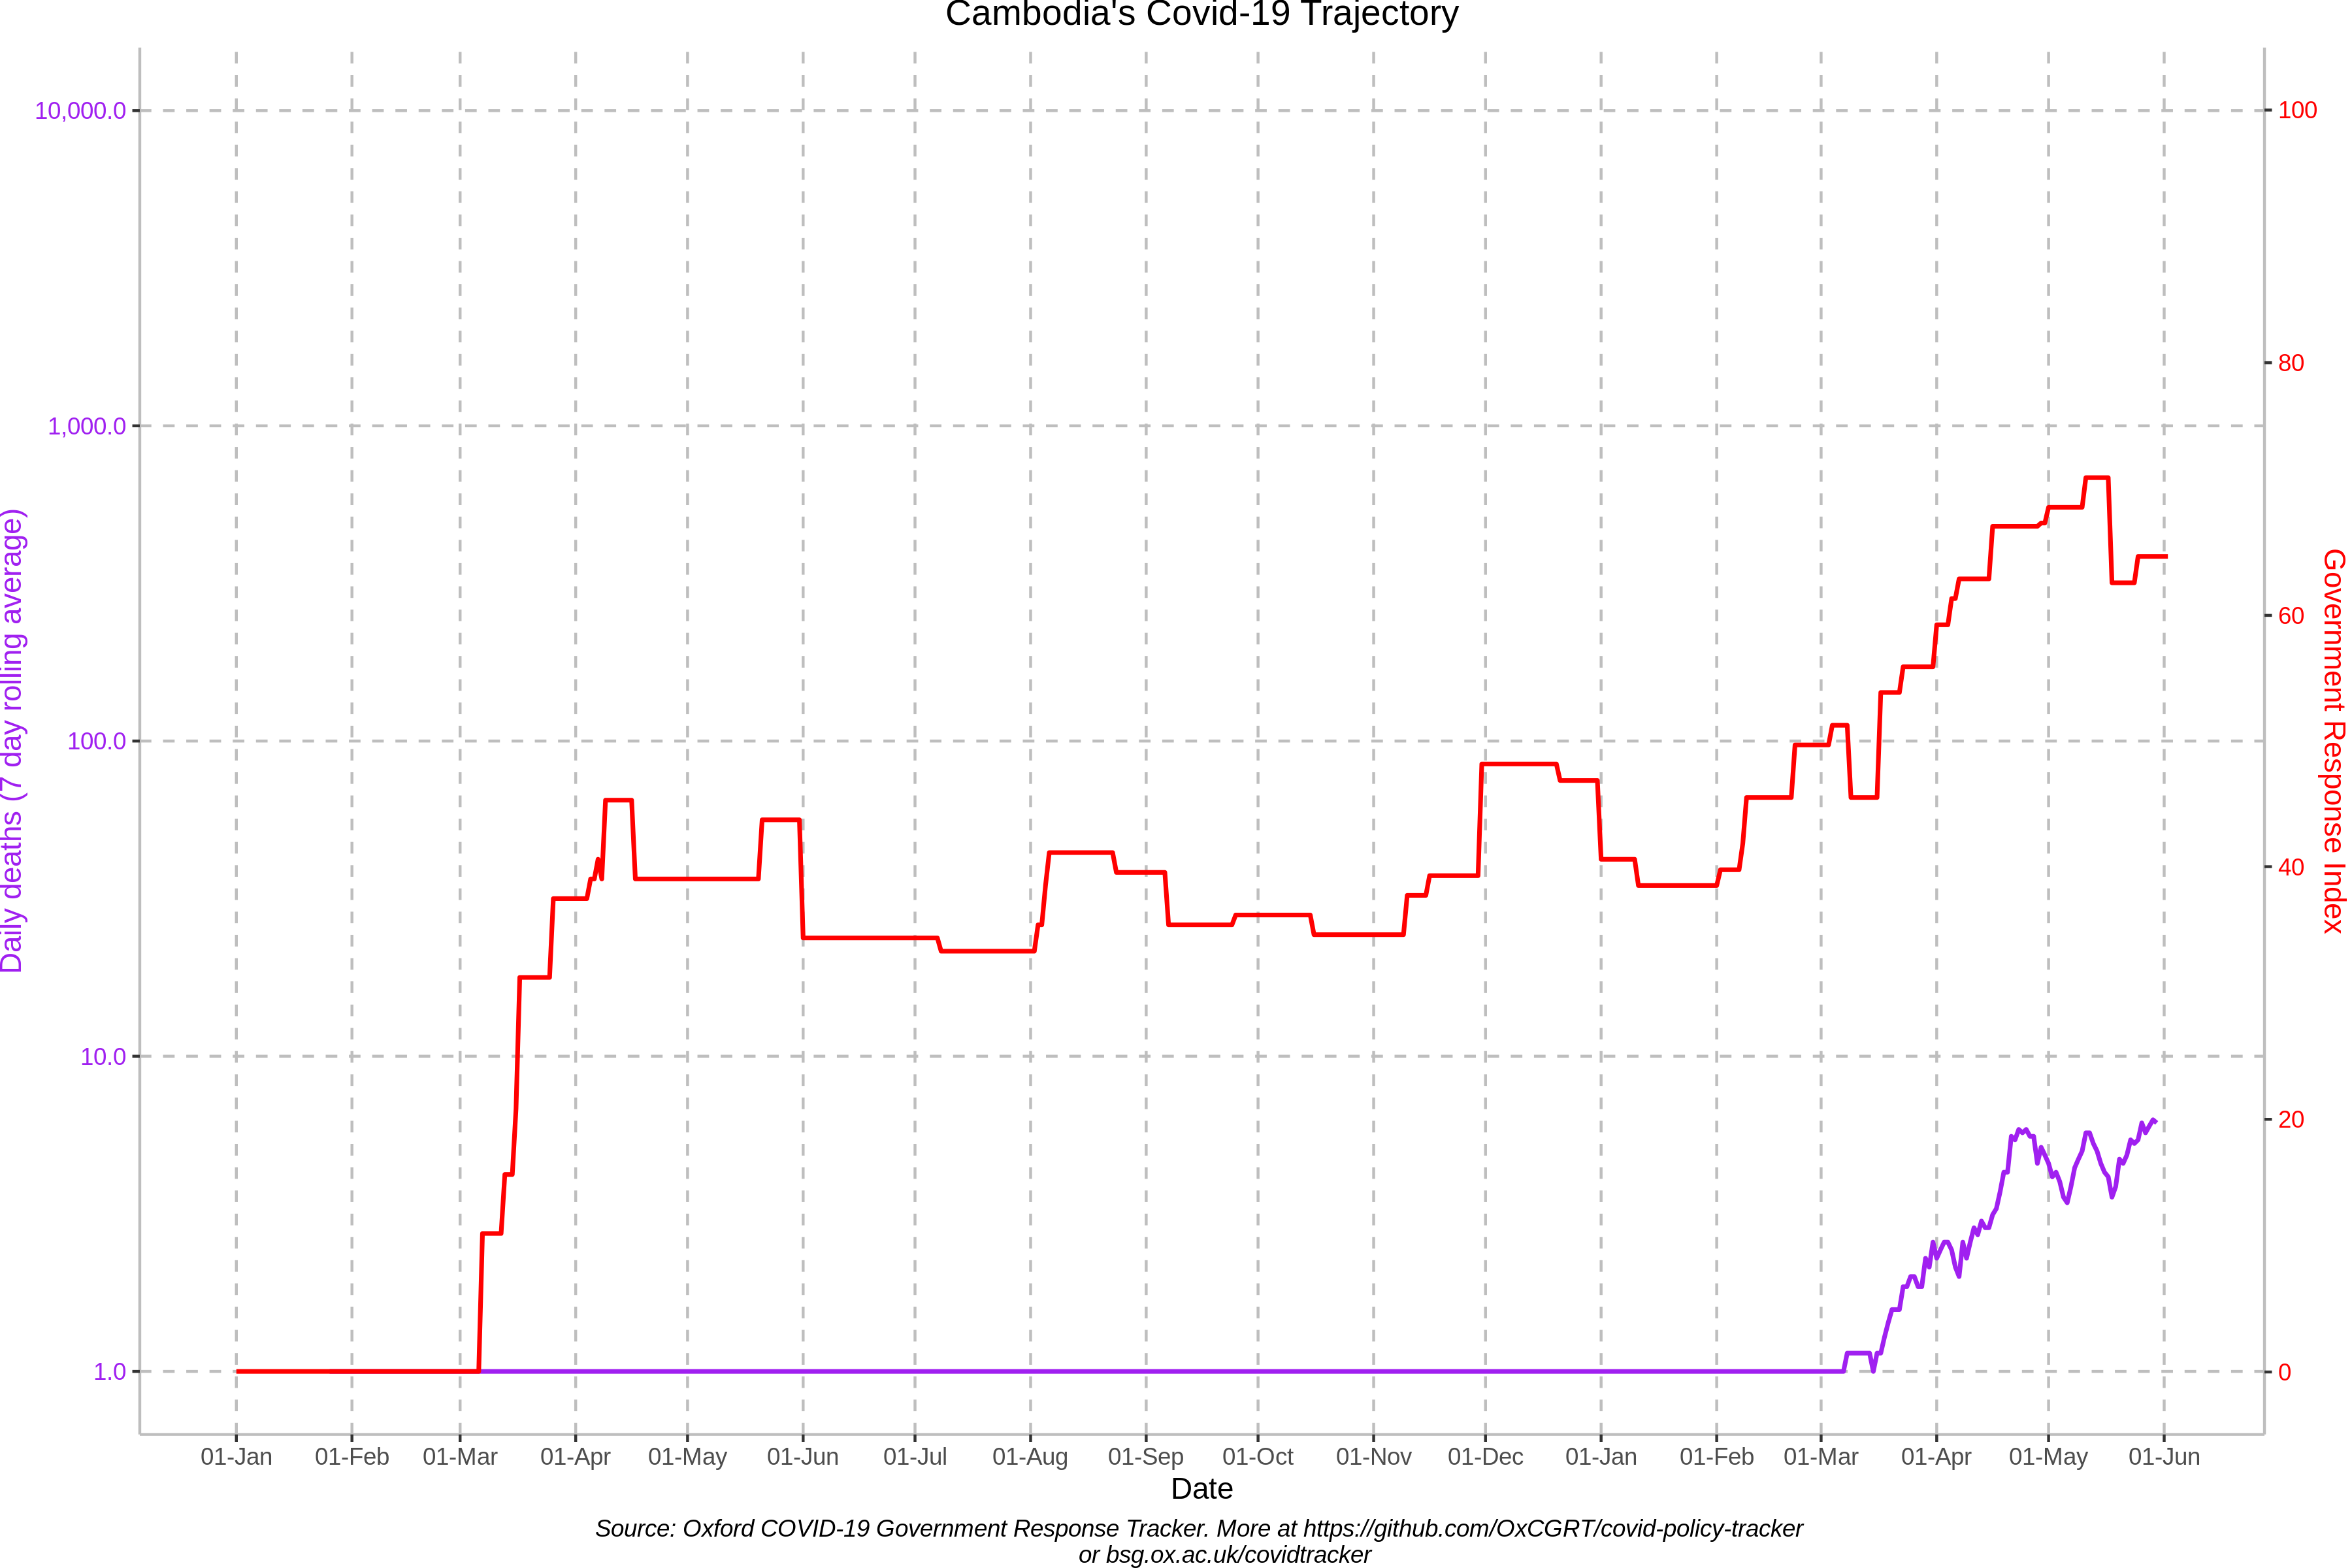 Cambodia's Covid-19 Trajectory
10,000.0
1,000.0
100.0
10.0
1.0
Daily deaths (7 day rolling average)
100
80
60
40
20
0
Government Response Index
01-Jan 01-Feb 01-Mar 01-Apr 01-May 01-Jun 01-Jul 01-Aug 01-Sep 01-Oct 01-Nov 01-Dec 01-Jan 01-Feb 01-Mar 01-Apr 01-May 01-Jun
Date
Source: Oxford COVID-19 Government Response Tracker. More at https://github.com/OxCGRT/covid-policy-tracker
or bsg.ox.ac.uk/covidtracker